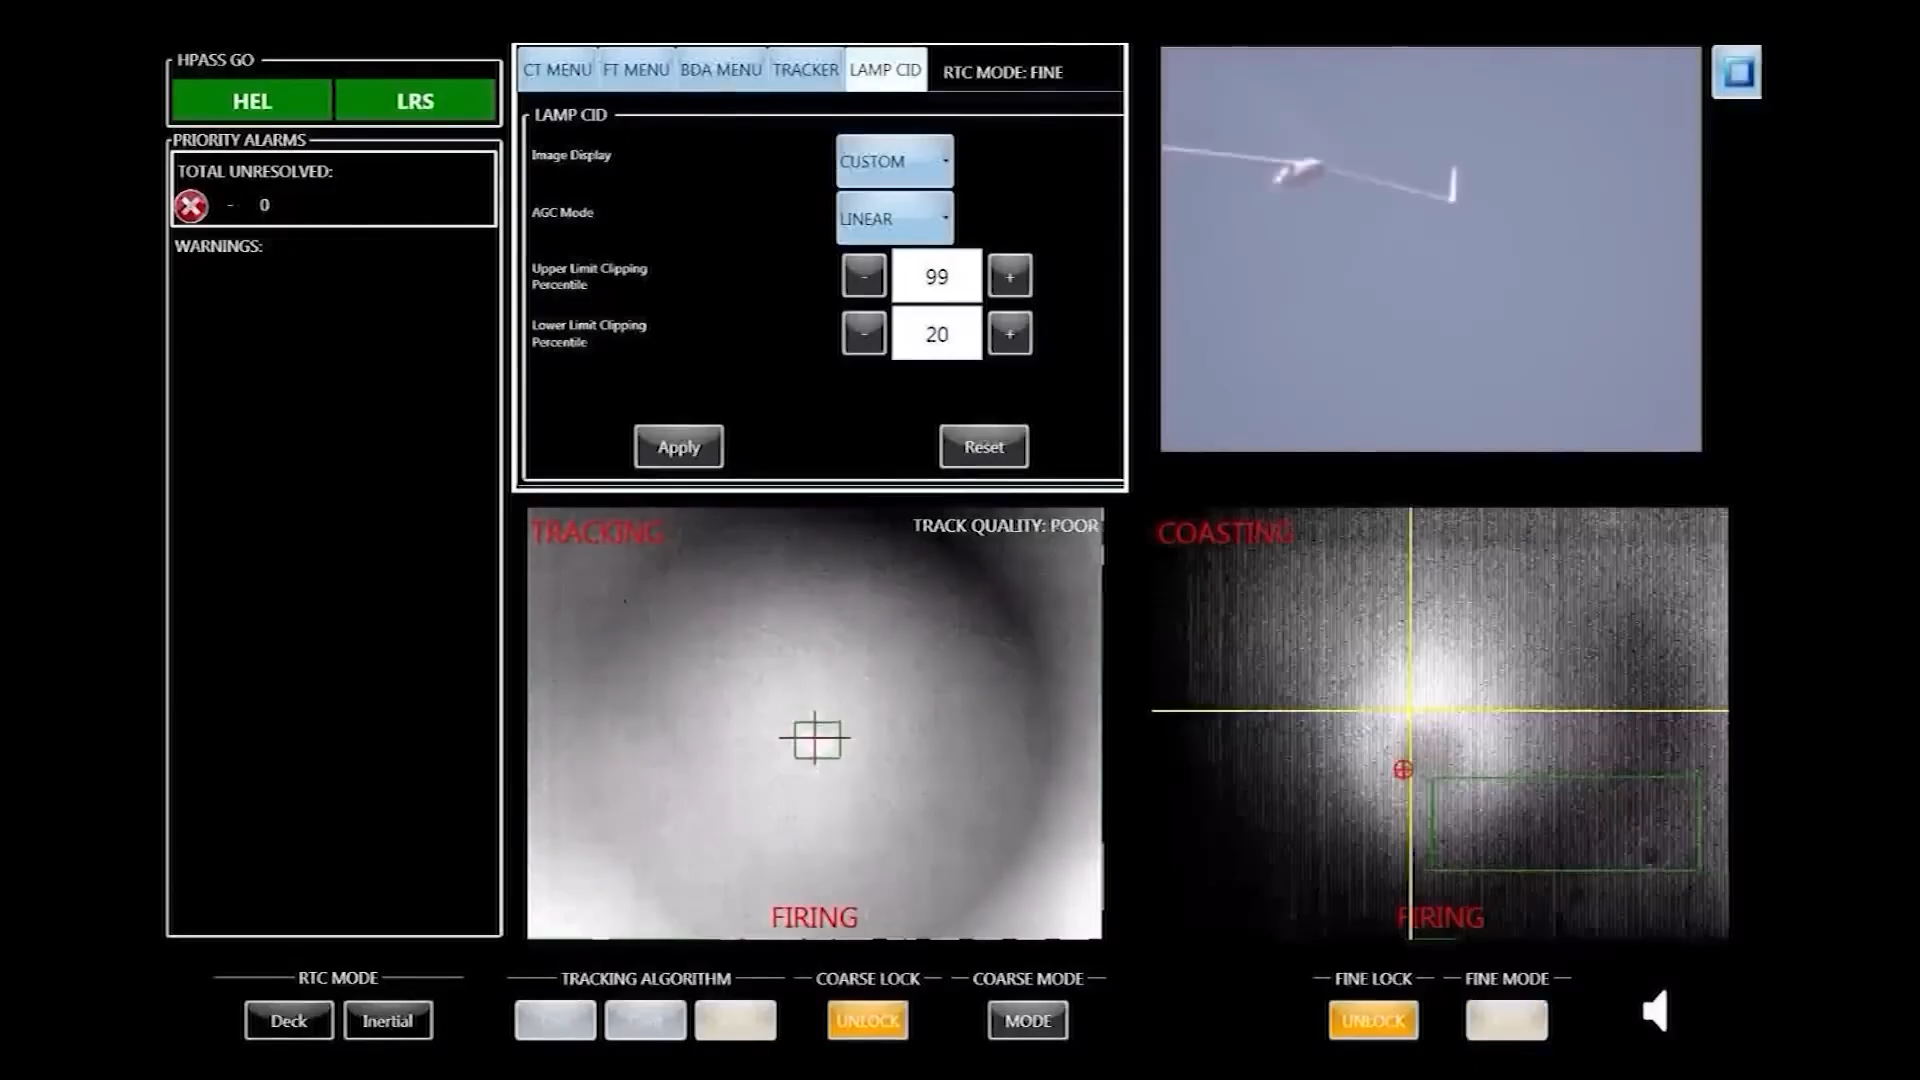 HPASS GO
HEL
LRS
PRIORITY ALARMS
TOTAL UNRESOLVED:
- 0
WARNINGS:
CT MENU
FT MENU
BDA MENU
TRACKER
LAMP CID
RTC MODE: FINE
LAMP CID
Image Display
CUSTOM
AGC Mode
LINEAR
Upper Limit Clipping
Percentile
- 99 +
Lower Limit Clipping
Percentile
- 20 +
Apply
Reset
TRACKING
TRACK QUALITY: POOR
FIRING
COASTING
FIRING
RTC MODE
Deck
Inertial
TRACKING ALGORITHM
COARSE LOCK
UNLOCK
COARSE MODE
MODE
FINE LOCK
UNLOCK
FINE MODE